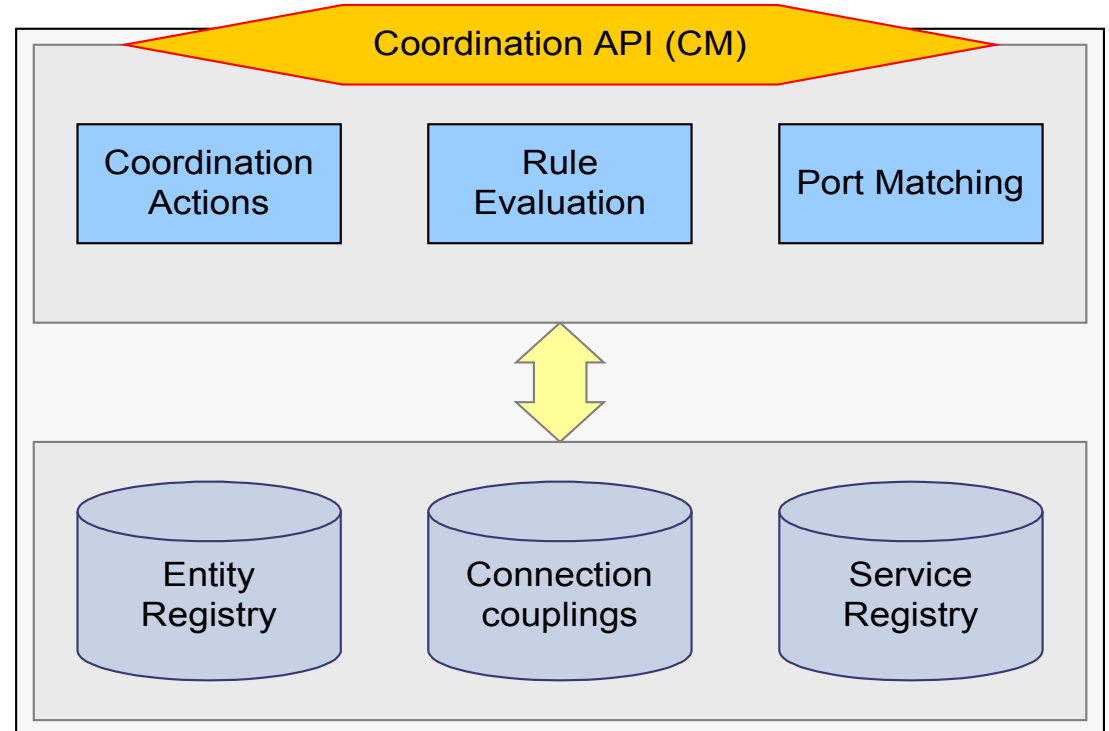 Coordination API (CM)
Coordination
Actions
Rule
Evaluation
Port Matching
Entity
Registry
Connection
couplings
Service
Registry